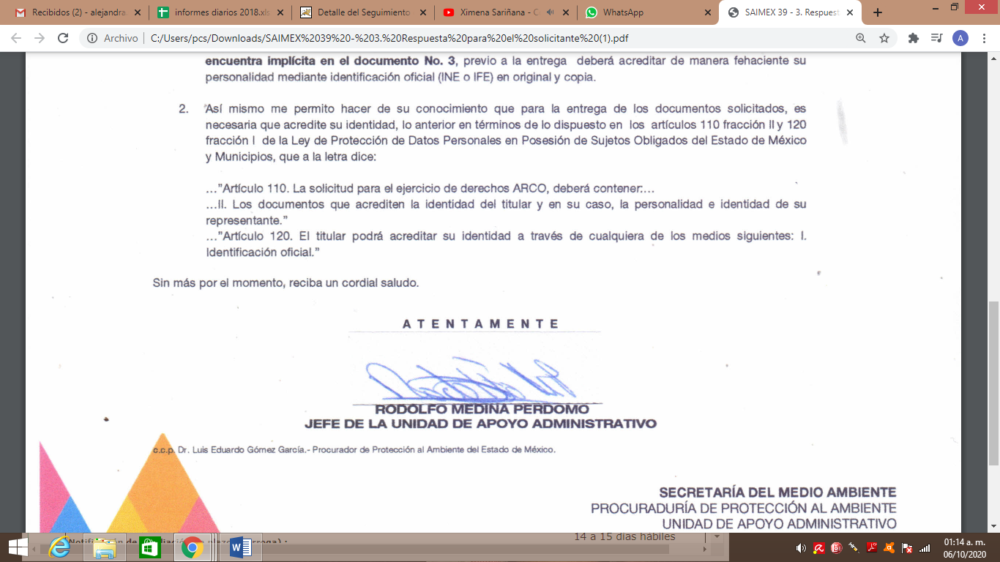 Recibidos (2) - alejandra
informes diarios 2018.xls
Detalle del Seguimiento
Ximena Sariñana - C
WhatsApp
SAIMEX 39 - 3. Respuest
Archivo
C:/Users/pcs/Downloads/SAIMEX%2039%20-%203.%20Respuesta%20para%20el%20solicitante%20(1).pdf
A
encuentra implícita en el documento No. 3, previo a la entrega deberá acreditar de manera fehaciente su
personalidad mediante identificación oficial (INE o IFE) en original y copia.
2. Así mismo me permito hacer de su conocimiento que para la entrega de los documentos solicitados, es
necesaria que acredite su identidad, lo anterior en términos de lo dispuesto en los artículos 110 fracción II y 120
fracción I de la Ley de Protección de Datos Personales en Posesión de Sujetos Obligados del Estado de México
y Municipios, que a la letra dice:
…”Artículo 110. La solicitud para el ejercicio de derechos ARCO, deberá contener:…
…II. Los documentos que acrediten la identidad del titular y en su caso, la personalidad e identidad de su
representante.”
…”Artículo 120. El titular podrá acreditar su identidad a través de cualquiera de los medios siguientes: I.
Identificación oficial.”
Sin más por el momento, reciba un cordial saludo.
A T E N T A M E N T E
RODOLFO MEDINA PERDOMO
JEFE DE LA UNIDAD DE APOYO ADMINISTRATIVO
c.c.p. Dr. Luis Eduardo Gómez García.- Procurador de Protección al Ambiente del Estado de México.
SECRETARÍA DEL MEDIO AMBIENTE
PROCURADURÍA DE PROTECCIÓN AL AMBIENTE
UNIDAD DE APOYO ADMINISTRATIVO
14 a 15 dias hábiles
01:14 a. m.
06/10/2020